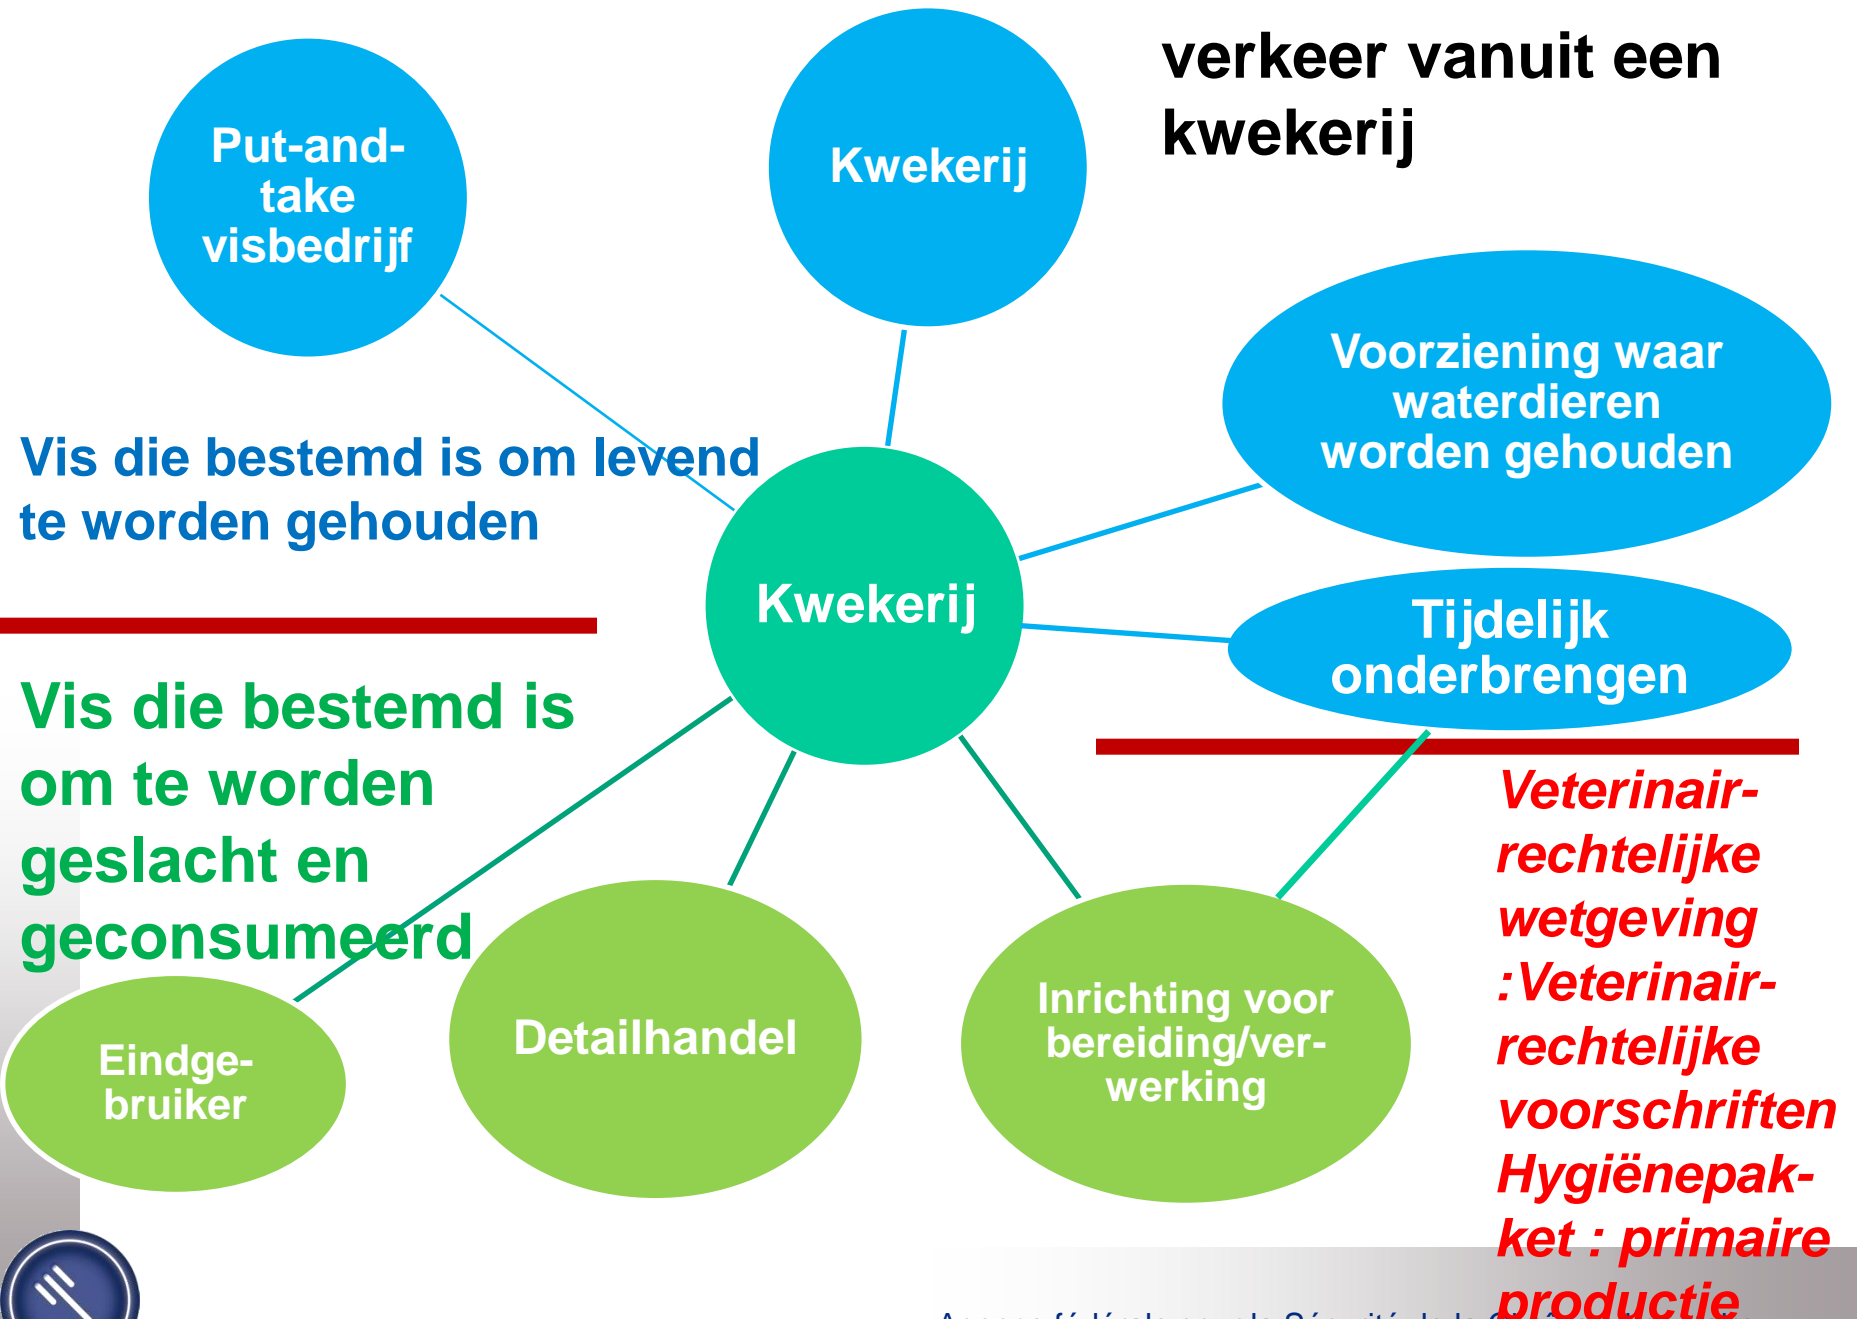 verkeer vanuit een
kwekerij
Put-and-
take
visbedrijf
Kwekerij
Voorziening waar
waterdieren
worden gehouden
Vis die bestemd is om levend
te worden gehouden
Kwekerij
Tijdelijk
onderbrengen
Vis die bestemd is
om te worden
geslacht en
geconsumeerd
Veterinair-
rechtelijke
wetgeving
:Veterinair-
rechtelijke
voorschriften
Hygiënepak-
ket : primaire
productie
Eindge-
bruiker
Detailhandel
Inrichting voor
bereiding/ver-
werking